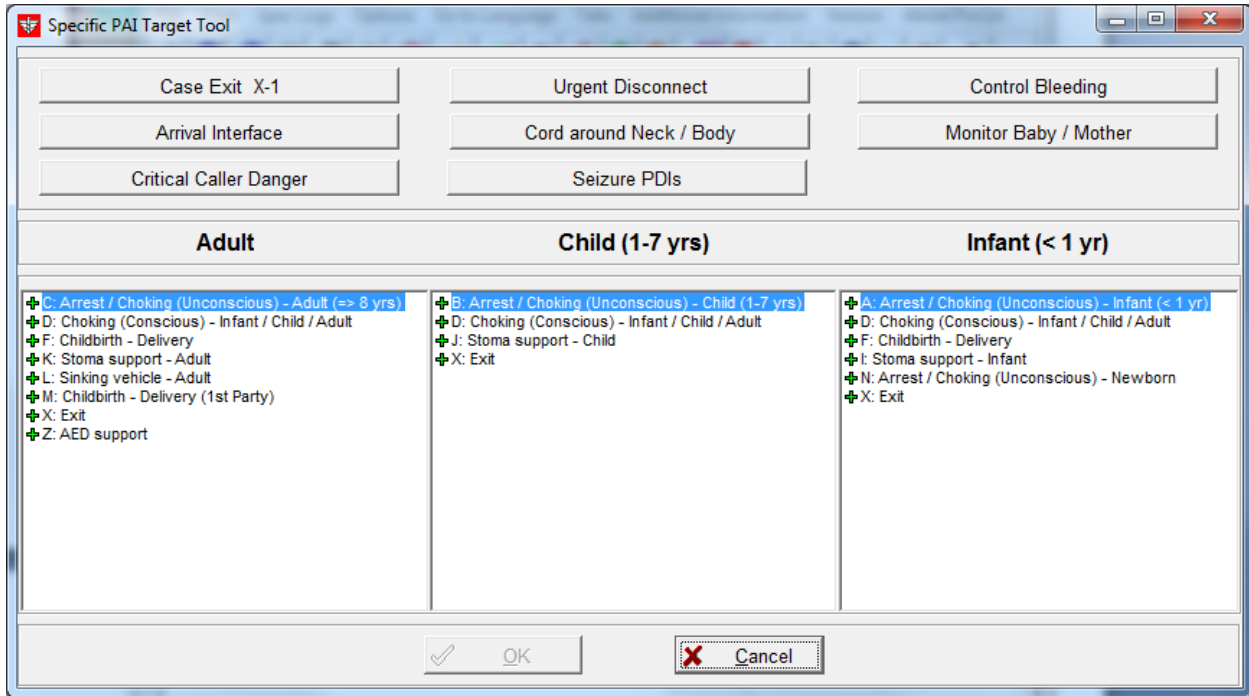 Specific PAI Target Tool
Case Exit X-1
Urgent Disconnect
Control Bleeding
Arrival Interface
Cord around Neck / Body
Monitor Baby / Mother
Critical Caller Danger
Seizure PDIs
Adult
Child (1-7 yrs)
Infant (< 1 yr)
C: Arrest / Choking (Unconscious) - Adult (=> 8 yrs)
D: Choking (Conscious) - Infant / Child / Adult
F: Childbirth - Delivery
K: Stoma support - Adult
L: Sinking vehicle - Adult
M: Childbirth - Delivery (1st Party)
X: Exit
Z: AED support
B: Arrest / Choking (Unconscious) - Child (1-7 yrs)
D: Choking (Conscious) - Infant / Child / Adult
J: Stoma support - Child
X: Exit
A: Arrest / Choking (Unconscious) - Infant (< 1 yr)
D: Choking (Conscious) - Infant / Child / Adult
F: Childbirth - Delivery
I: Stoma support - Infant
N: Arrest / Choking (Unconscious) - Newborn
X: Exit
OK
Cancel